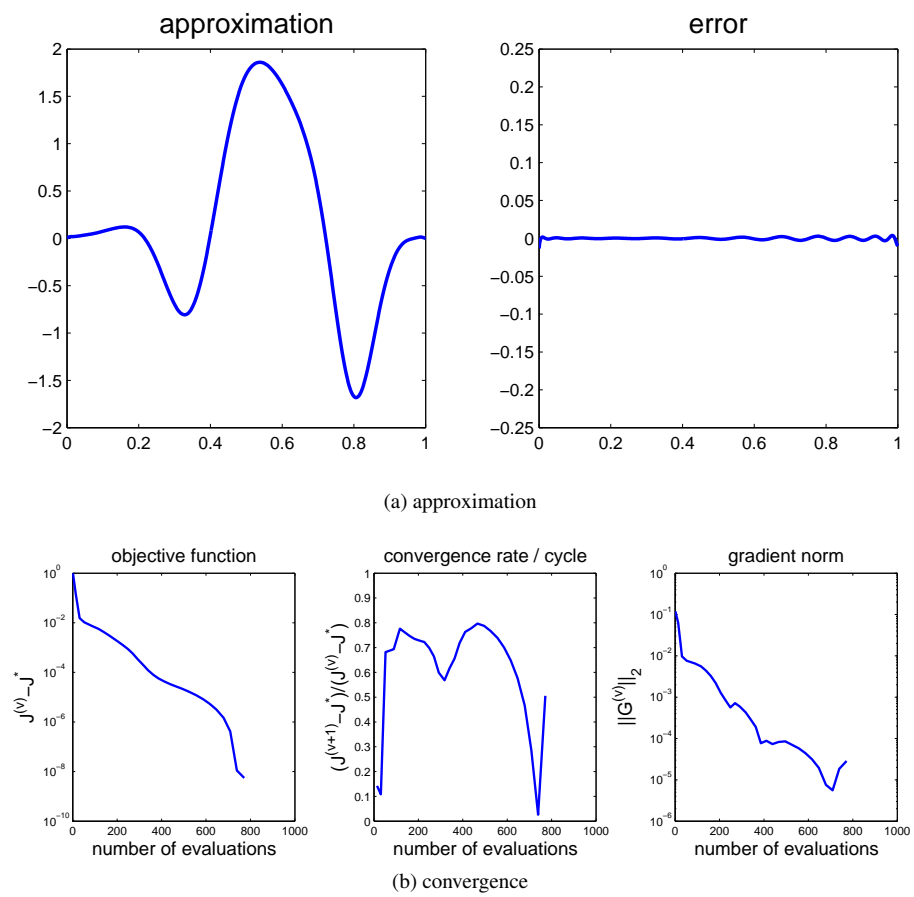 approximation
error
2
1.5
1
0.5
0
−0.5
−1
−1.5
−2
0 0.2 0.4 0.6 0.8 1
0.25
0.2
0.15
0.1
0.05
0
−0.05
−0.1
−0.15
−0.2
−0.25
0 0.2 0.4 0.6 0.8 1
(a) approximation
objective function
10^0
10^−2
10^−4
10^−6
10^−8
10^−10
J^(v)−J^*
0 200 400 600 800 1000
number of evaluations
convergence rate / cycle
1
0.9
0.8
0.7
0.6
0.5
0.4
0.3
0.2
0.1
0
(J^(v+1)−J^*)/(J^(v)−J^*)
0 200 400 600 800 1000
number of evaluations
gradient norm
10^0
10^−1
10^−2
10^−3
10^−4
10^−5
10^−6
||G^(v)||_2
0 200 400 600 800 1000
number of evaluations
(b) convergence